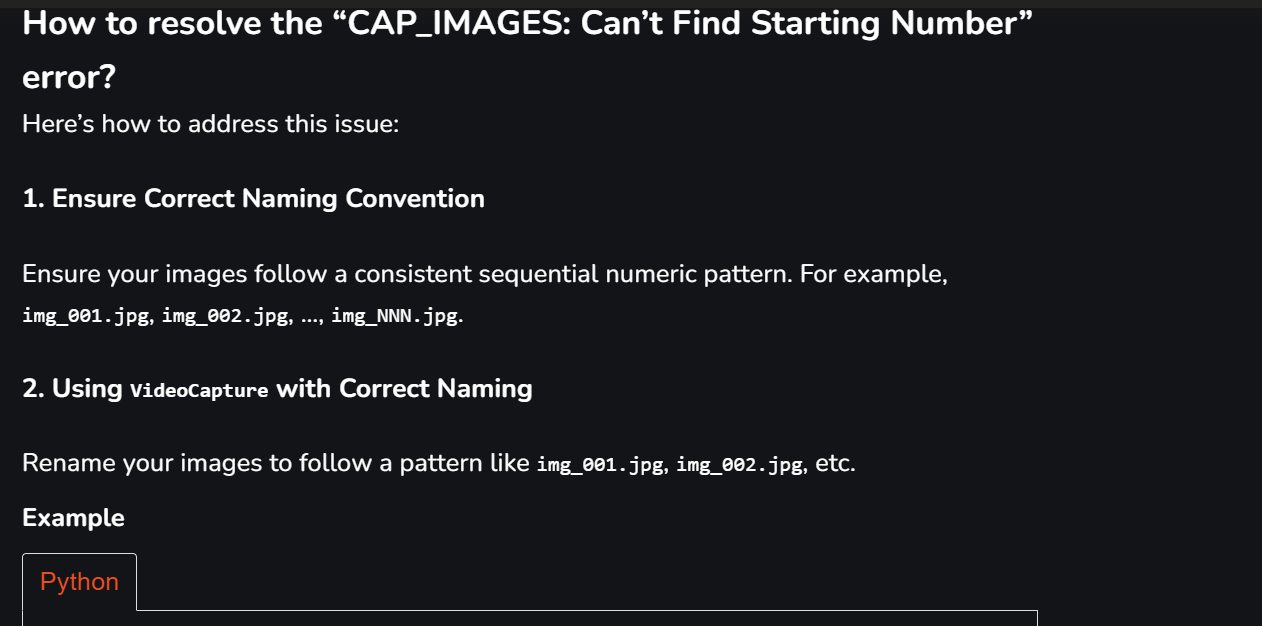 How to resolve the “CAP_IMAGES: Can’t Find Starting Number”
error?
Here’s how to address this issue:
1. Ensure Correct Naming Convention
Ensure your images follow a consistent sequential numeric pattern. For example,
img_001.jpg, img_002.jpg, ..., img_NNN.jpg.
2. Using VideoCapture with Correct Naming
Rename your images to follow a pattern like img_001.jpg, img_002.jpg, etc.
Example
Python